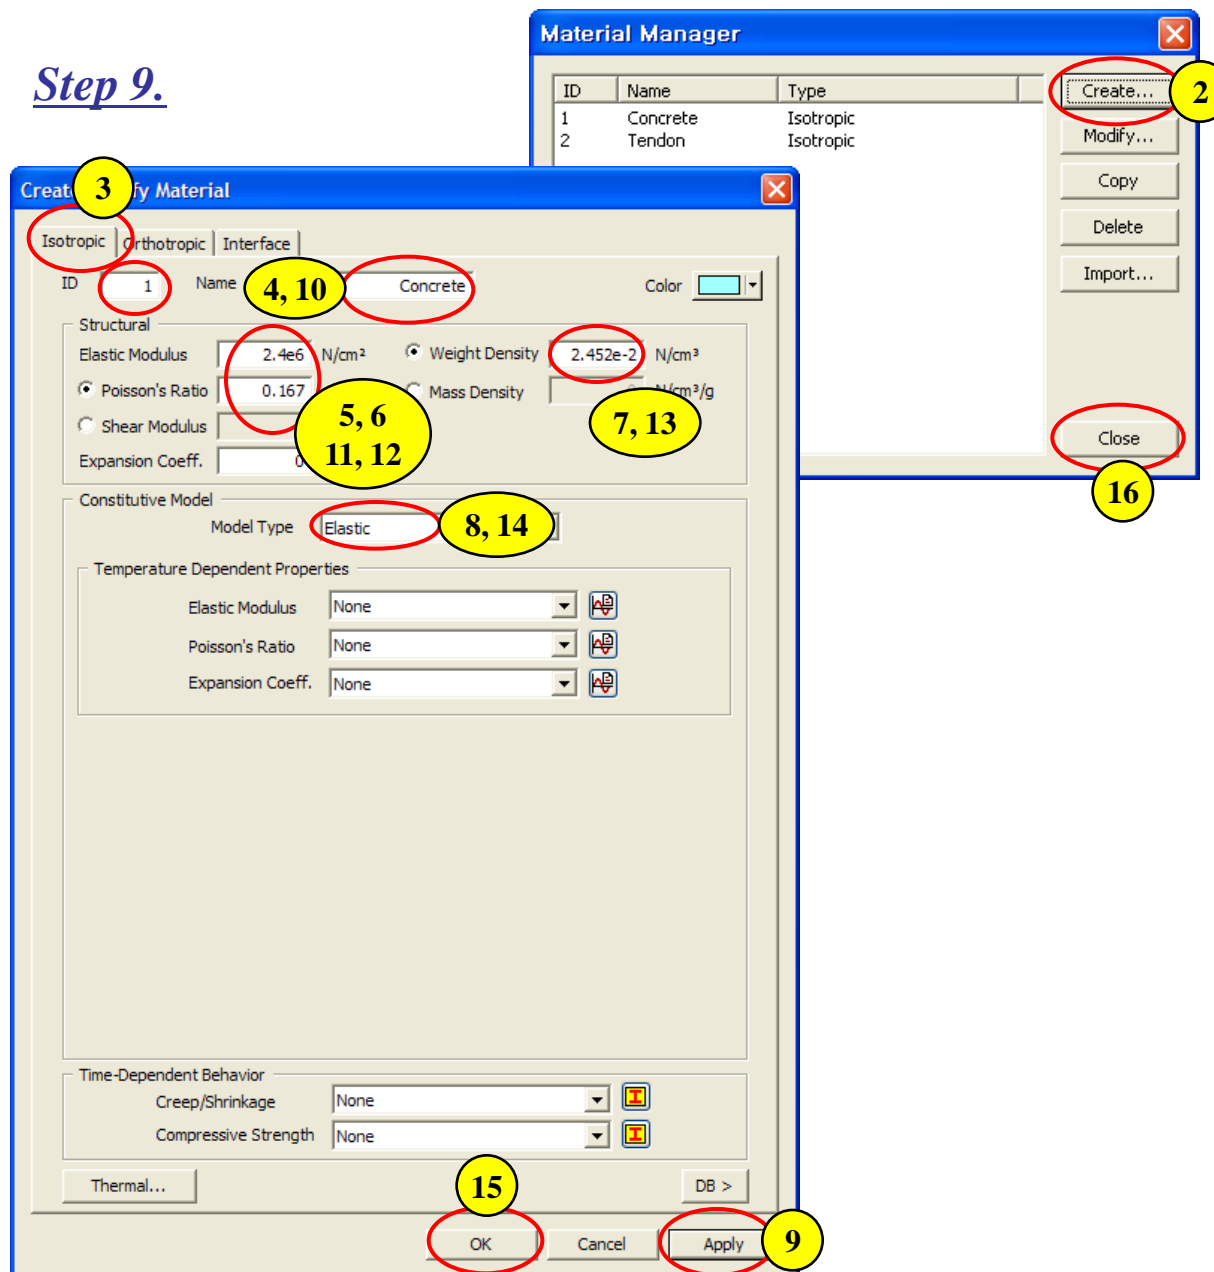 Step 9.
Material Manager
ID Name Type
1 Concrete Isotropic
2 Tendon Isotropic
Create...
2
Modify...
Copy
Delete
Import...
Close
16
Creat
3
fy Material
Isotropic Orthotropic Interface
ID 1 Name 4, 10 Concrete Color
Structural
Elastic Modulus 2.4e6 N/cm² Weight Density 2.452e-2 N/cm³
Poisson's Ratio 0.167 Mass Density N/cm³/g
Shear Modulus
5, 6
11, 12
7, 13
Expansion Coeff. 0
Constitutive Model
Model Type Elastic 8, 14
Temperature Dependent Properties
Elastic Modulus None
Poisson's Ratio None
Expansion Coeff. None
Time-Dependent Behavior
Creep/Shrinkage None
Compressive Strength None
Thermal... 15 DB >
OK Cancel Apply 9